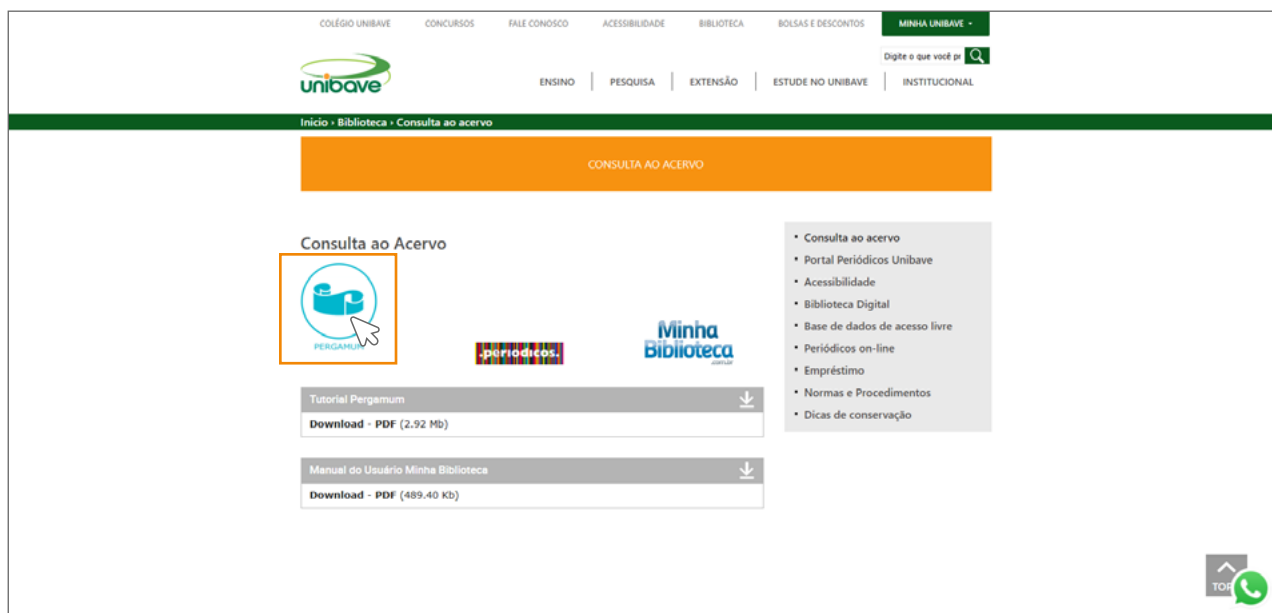 COLÉGIO UNIBAVE CONCURSOS FALE CONOSCO ACESSIBILIDADE BIBLIOTECA BOLSAS E DESCONTOS MINHA UNIBAVE
Digite o que você pr
unibave
ENSINO PESQUISA EXTENSÃO ESTUDE NO UNIBAVE INSTITUCIONAL
Inicio › Biblioteca › Consulta ao acervo
CONSULTA AO ACERVO
Consulta ao Acervo
PERGAMUM
.periodicos.
Minha
Biblioteca
.com.br
Tutorial Pergamum
Download - PDF (2.92 Mb)
Manual do Usuário Minha Biblioteca
Download - PDF (489.40 Kb)
• Consulta ao acervo
• Portal Periódicos Unibave
• Acessibilidade
• Biblioteca Digital
• Base de dados de acesso livre
• Periódicos on-line
• Empréstimo
• Normas e Procedimentos
• Dicas de conservação
TOP